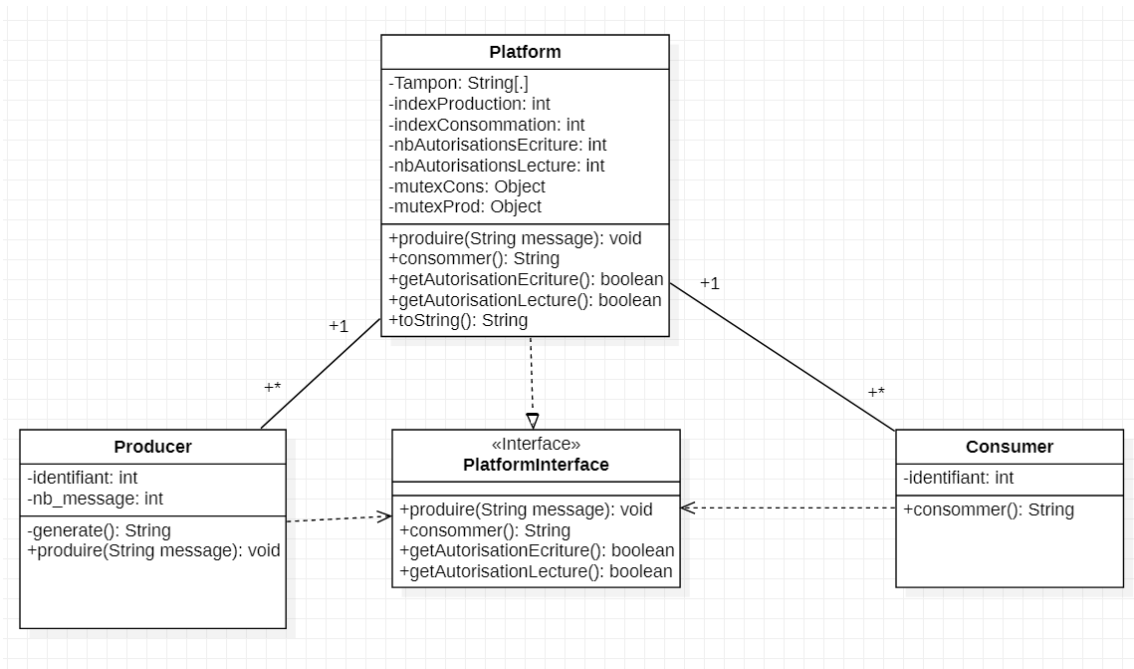 Platform
-Tampon: String[.]
-indexProduction: int
-indexConsommation: int
-nbAutorisationsEcriture: int
-nbAutorisationsLecture: int
-mutexCons: Object
-mutexProd: Object
+produire(String message): void
+consommer(): String
+getAutorisationEcriture(): boolean
+getAutorisationLecture(): boolean
+toString(): String
+1
+1
+*
+*
Producer
-identifiant: int
-nb_message: int
-generate(): String
+produire(String message): void
«Interface»
PlatformInterface
+produire(String message): void
+consommer(): String
+getAutorisationEcriture(): boolean
+getAutorisationLecture(): boolean
Consumer
-identifiant: int
+consommer(): String